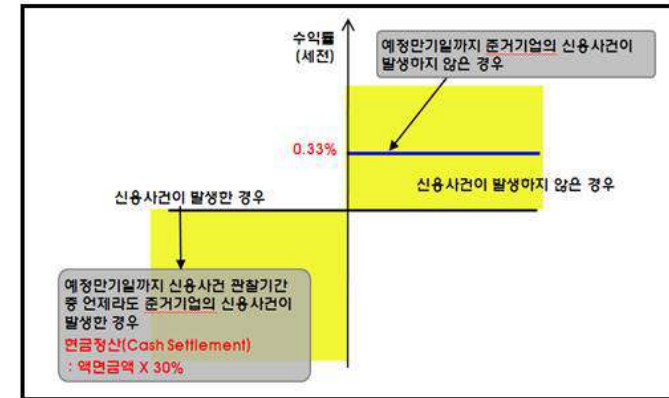 수익률
(세전)
예정만기일까지 준거기업의 신용사건이
발생하지 않은 경우
0.33%
신용사건이 발생하지 않은 경우
신용사건이 발생한 경우
예정만기일까지 신용사건 관찰기간
중 언제라도 준거기업의 신용사건이
발생한 경우
현금정산(Cash Settlement)
: 액면금액 X 30%